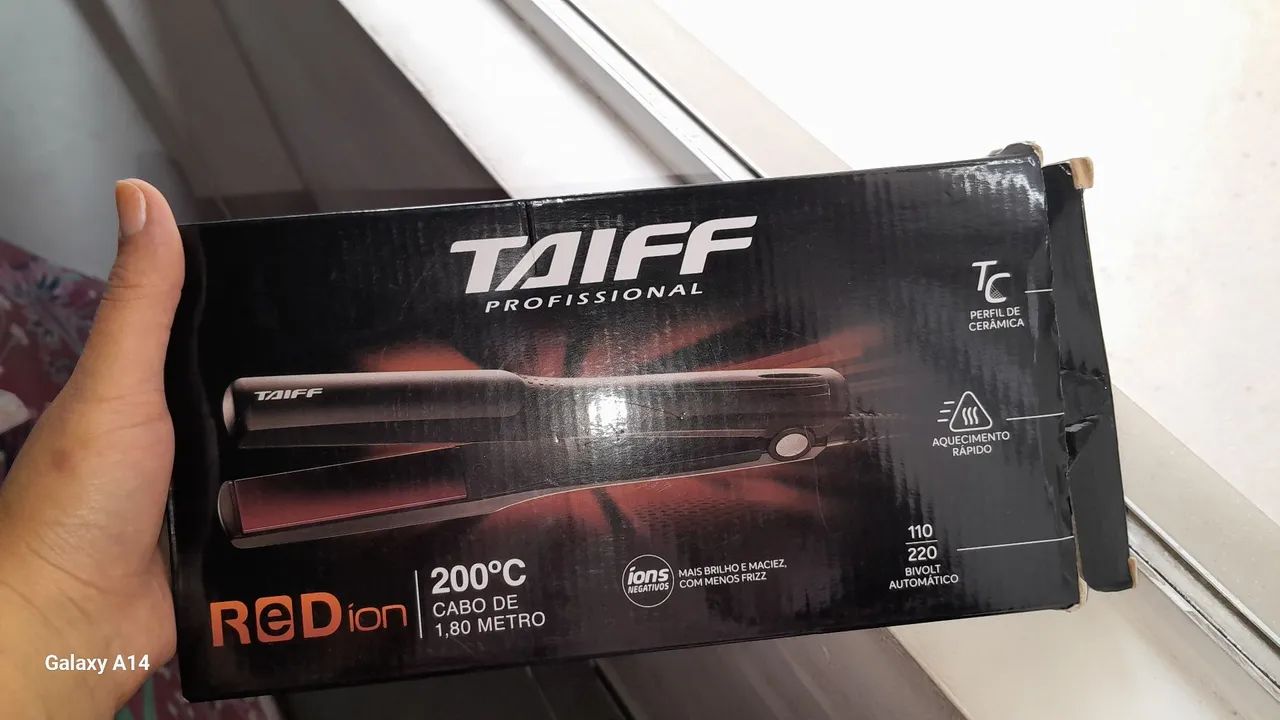 TAIFF
PROFISSIONAL
TC
PERFIL DE
CERÂMICA
TAIFF
AQUECIMENTO
RÁPIDO
110
220
BIVOLT
AUTOMÁTICO
REDíon
200ºC
CABO DE
1,80 METRO
íons
NEGATIVOS
MAIS BRILHO E MACIEZ,
COM MENOS FRIZZ
Galaxy A14